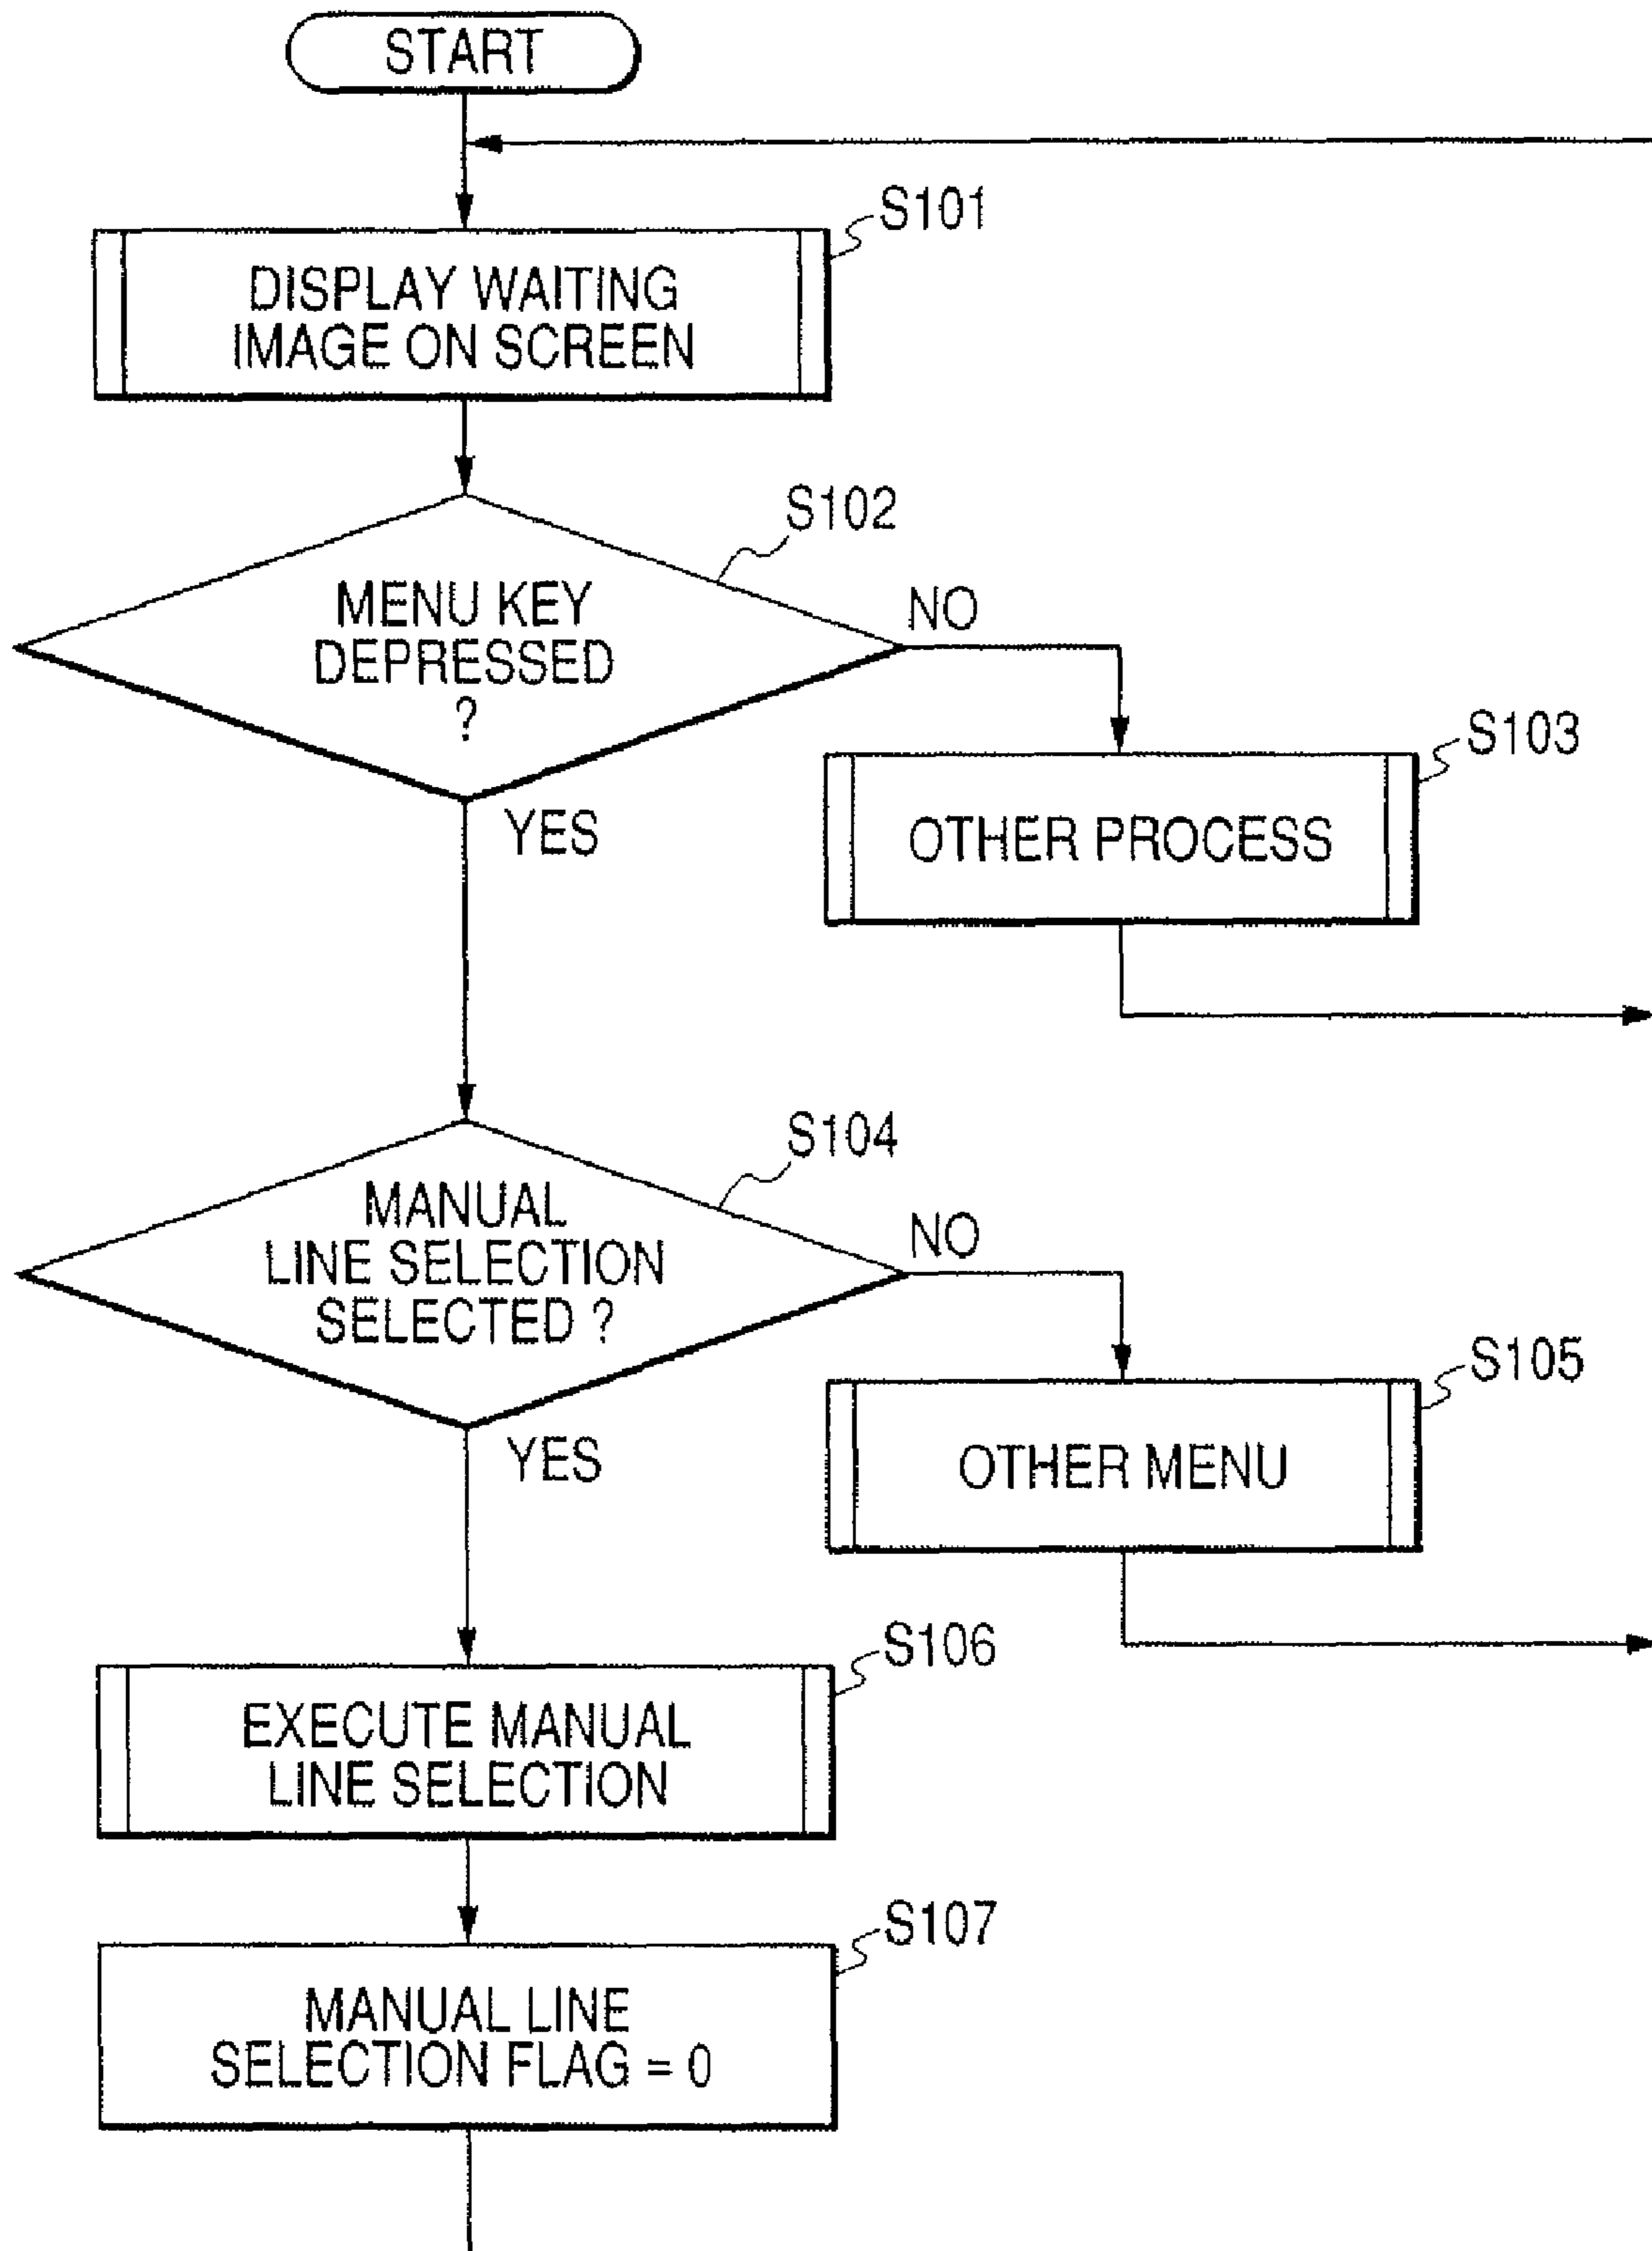 START
S101
DISPLAY WAITING
IMAGE ON SCREEN
S102
MENU KEY
DEPRESSED
?
NO
YES
S103
OTHER PROCESS
S104
MANUAL
LINE SELECTION
SELECTED ?
NO
YES
S105
OTHER MENU
S106
EXECUTE MANUAL
LINE SELECTION
S107
MANUAL LINE
SELECTION FLAG = 0